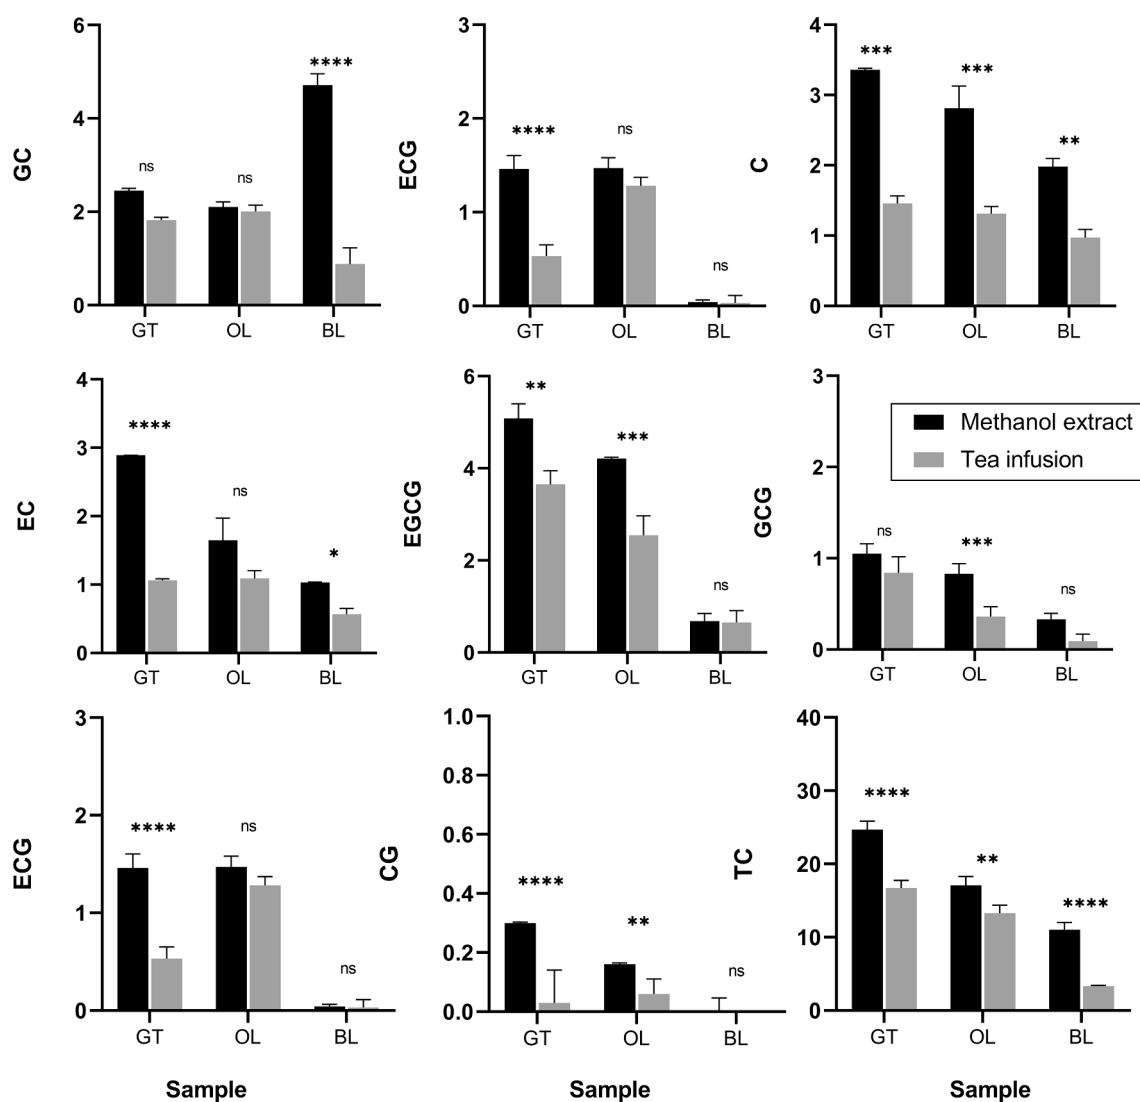 GC
6
4
2
0
ns
ns
****
GT
OL
BL
ECG
3
2
1
0
****
ns
ns
GT
OL
BL
C
4
3
2
1
0
***
***
**
GT
OL
BL
EC
4
3
2
1
0
****
ns
*
GT
OL
BL
EGCG
6
4
2
0
**
***
ns
GT
OL
BL
GCG
3
2
1
0
Methanol extract
Tea infusion
ns
***
ns
GT
OL
BL
ECG
3
2
1
0
****
ns
ns
GT
OL
BL
Sample
CG
1.0
0.8
0.6
0.4
0.2
0.0
****
**
ns
GT
OL
BL
Sample
TC
40
30
20
10
0
****
**
****
GT
OL
BL
Sample